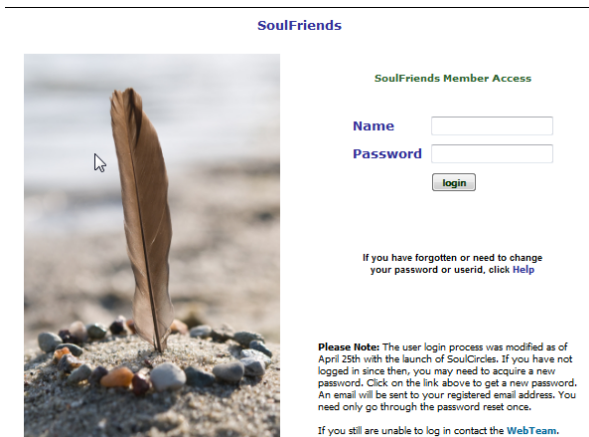 SoulFriends
SoulFriends Member Access
Name
Password
login
If you have forgotten or need to change
your password or userid, click Help
Please Note: The user login process was modified as of
April 25th with the launch of SoulCircles. If you have not
logged in since then, you may need to acquire a new
password. Click on the link above to get a new password.
An email will be sent to your registered email address. You
need only go through the password reset once.
If you still are unable to log in contact the WebTeam.